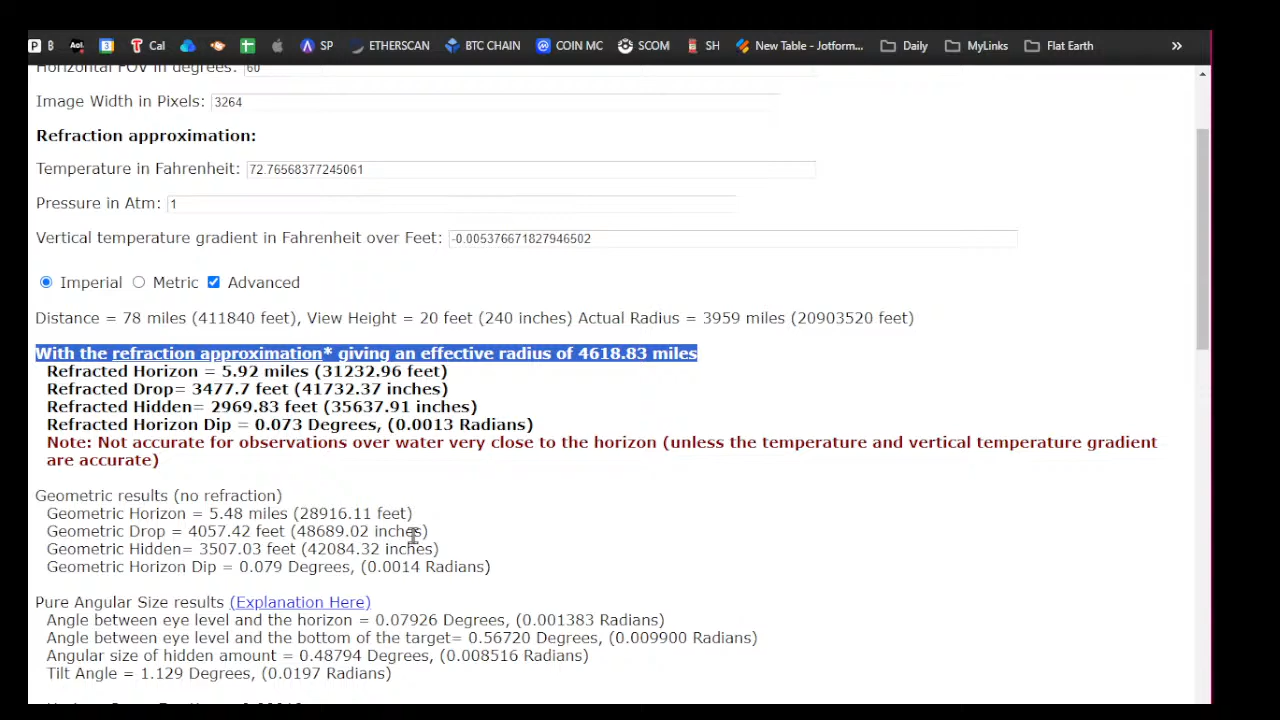 P B Aol. 3 Cal SP ETHERSCAN BTC CHAIN COIN MC SCOM SH New Table - Jotform... Daily MyLinks Flat Earth »
Horizontal FOV in degrees: 60
Image Width in Pixels: 3264
Refraction approximation:
Temperature in Fahrenheit: 72.76568377245061
Pressure in Atm: 1
Vertical temperature gradient in Fahrenheit over Feet: -0.005376671827946502
Imperial Metric Advanced
Distance = 78 miles (411840 feet), View Height = 20 feet (240 inches) Actual Radius = 3959 miles (20903520 feet)
With the refraction approximation* giving an effective radius of 4618.83 miles
Refracted Horizon = 5.92 miles (31232.96 feet)
Refracted Drop= 3477.7 feet (41732.37 inches)
Refracted Hidden= 2969.83 feet (35637.91 inches)
Refracted Horizon Dip = 0.073 Degrees, (0.0013 Radians)
Note: Not accurate for observations over water very close to the horizon (unless the temperature and vertical temperature gradient
are accurate)
Geometric results (no refraction)
Geometric Horizon = 5.48 miles (28916.11 feet)
Geometric Drop = 4057.42 feet (48689.02 inches)
Geometric Hidden= 3507.03 feet (42084.32 inches)
Geometric Horizon Dip = 0.079 Degrees, (0.0014 Radians)
Pure Angular Size results (Explanation Here)
Angle between eye level and the horizon = 0.07926 Degrees, (0.001383 Radians)
Angle between eye level and the bottom of the target= 0.56720 Degrees, (0.009900 Radians)
Angular size of hidden amount = 0.48794 Degrees, (0.008516 Radians)
Tilt Angle = 1.129 Degrees, (0.0197 Radians)